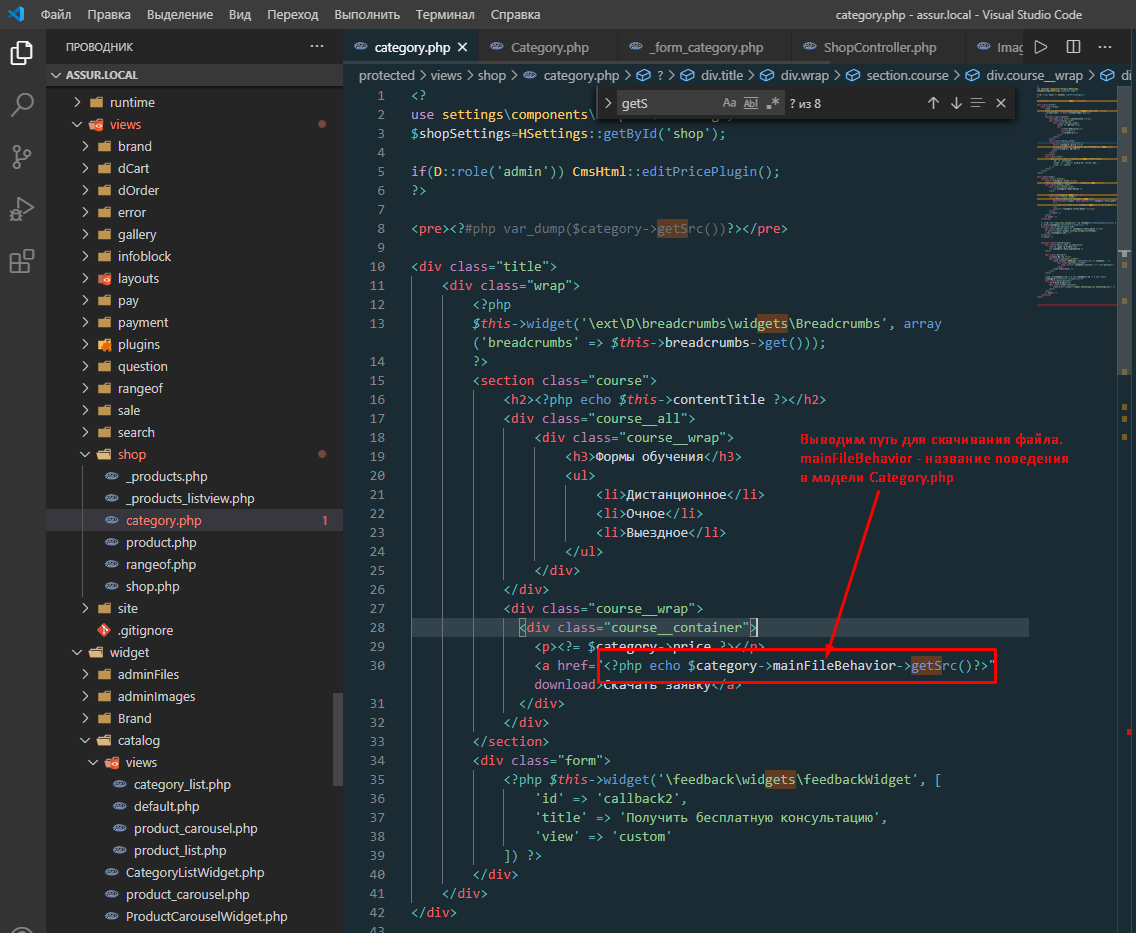 Файл Правка Выделение Вид Переход Выполнить Терминал Справка category.php - assur.local - Visual Studio Code
ПРОВОДНИК
ASSUR.LOCAL
runtime
views
brand
dCart
dOrder
error
gallery
infoblock
layouts
pay
payment
plugins
question
rangeof
sale
search
shop
_products.php
_products_listview.php
category.php 1
product.php
rangeof.php
shop.php
site
.gitignore
widget
adminFiles
adminImages
Brand
catalog
views
category_list.php
default.php
product_carousel.php
product_list.php
CategoryListWidget.php
product_carousel.php
ProductCarouselWidget.php
category.php Category.php _form_category.php ShopController.php Imag
protected > views > shop > category.php > ? > div.title > div.wrap > section.course > div.course__wrap > di
getS Aa Abl .* ? из 8
1 <?
2 use settings\components\
3 $shopSettings=HSettings::getById('shop');
4
5 if(D::role('admin')) CmsHtml::editPricePlugin();
6 ?>
7
8 <pre><?#php var_dump($category->getSrc())?></pre>
9
10 <div class="title">
11 <div class="wrap">
12 <?php
13 $this->widget('\ext\D\breadcrumbs\widgets\Breadcrumbs', array
('breadcrumbs' => $this->breadcrumbs->get()));
14 ?>
15 <section class="course">
16 <h2><?php echo $this->contentTitle ?></h2>
17 <div class="course__all">
18 <div class="course__wrap">
19 <h3>Формы обучения</h3>
20 <ul>
21 <li>Дистанционное</li>
22 <li>Очное</li>
23 <li>Выездное</li>
24 </ul>
25 </div>
26 </div>
27 <div class="course__wrap">
28 <div class="course__container">
29 <p><?= $category->price ?></p>
30 <a href="<?php echo $category->mainFileBehavior->getSrc()?>"
download>Скачать заявку</a>
31 </div>
32 </div>
33 </section>
34 <div class="form">
35 <?php $this->widget('\feedback\widgets\feedbackWidget', [
36 'id' => 'callback2',
37 'title' => 'Получить бесплатную консультацию',
38 'view' => 'custom'
39 ]) ?>
40 </div>
41 </div>
42 </div>
43
Выводим путь для скачивания файла.
mainFileBehavior - название поведения
в модели Category.php